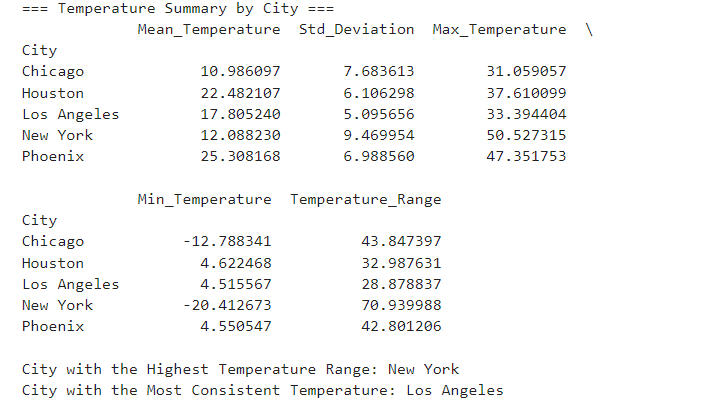 === Temperature Summary by City ===
             Mean_Temperature  Std_Deviation  Max_Temperature  \
City
Chicago             10.986097       7.683613        31.059057
Houston             22.482107       6.106298        37.610099
Los Angeles         17.805240       5.095656        33.394404
New York            12.088230       9.469954        50.527315
Phoenix             25.308168       6.988560        47.351753

             Min_Temperature  Temperature_Range
City
Chicago           -12.788341          43.847397
Houston             4.622468          32.987631
Los Angeles         4.515567          28.878837
New York          -20.412673          70.939988
Phoenix             4.550547          42.801206

City with the Highest Temperature Range: New York
City with the Most Consistent Temperature: Los Angeles